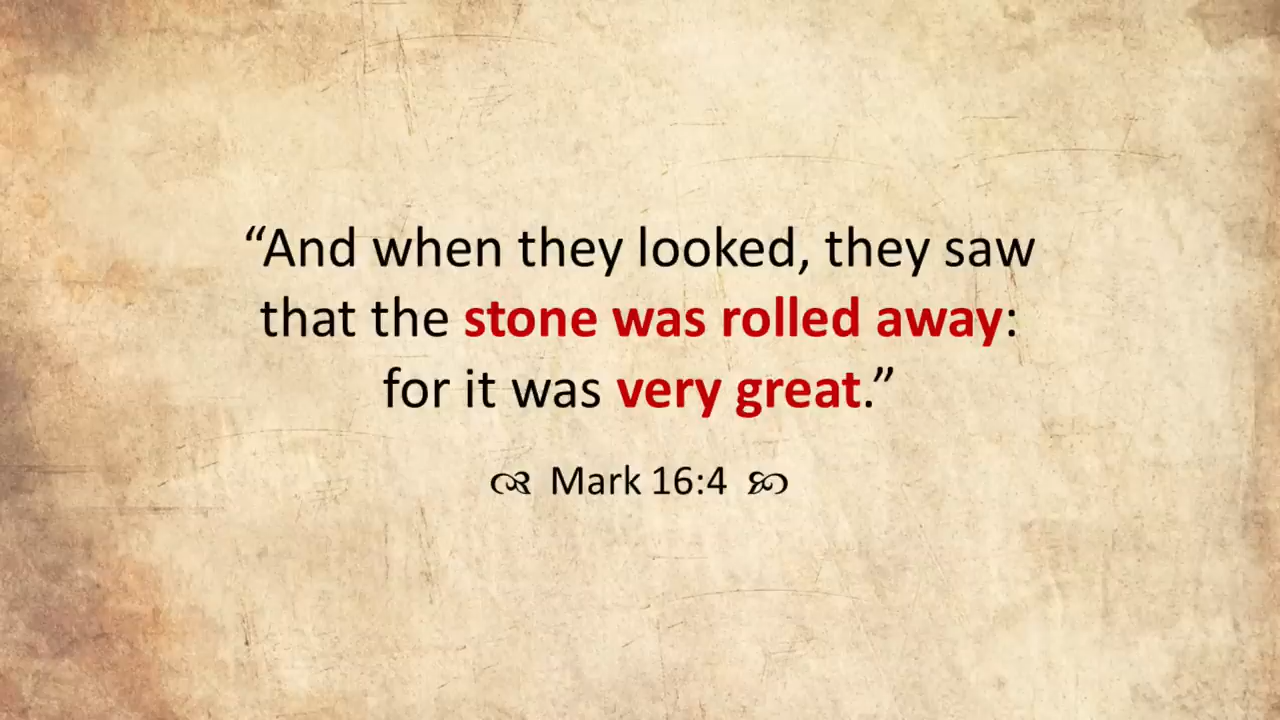 “And when they looked, they saw
that the stone was rolled away:
for it was very great.”
Mark 16:4